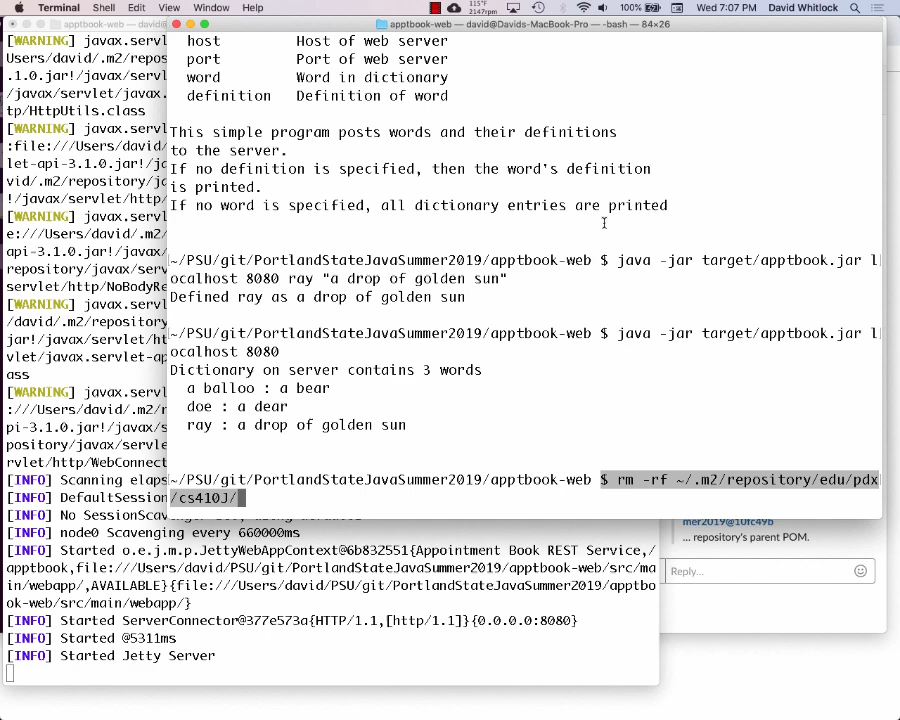 Terminal Shell Edit View Window Help 115°F 2147rpm 100% Wed 7:07 PM David Whitlock
apptbook-web — david@
apptbook-web — david@Davids-MacBook-Pro — -bash — 84×26
[WARNING] javax.servl
Users/david/.m2/repos
.1.0.jar!/javax/servl
/javax/servlet/javax.
tp/HttpUtils.class
[WARNING] javax.servl
:file:///Users/david/
let-api-3.1.0.jar!/ja
vid/.m2/repository/ja
!/javax/servlet/http/
[WARNING] javax.servl
e:///Users/david/.m2/
api-3.1.0.jar!/javax/
repository/javax/serv
servlet/http/NoBodyRe
[WARNING] javax.servl
/david/.m2/repository
jar!/javax/servlet/ht
vlet/javax.servlet-ap
ass
[WARNING] javax.servl
:///Users/david/.m2/r
pi-3.1.0.jar!/javax/s
pository/javax/servle
rvlet/http/WebConnect
[INFO] Scanning elaps
[INFO] DefaultSession
[INFO] No SessionScav
[INFO] node0 Scavenging every 660000ms
[INFO] Started o.e.j.m.p.JettyWebAppContext@6b832551{Appointment Book REST Service,/
apptbook,file:///Users/david/PSU/git/PortlandStateJavaSummer2019/apptbook-web/src/ma
in/webapp/,AVAILABLE}{file:///Users/david/PSU/git/PortlandStateJavaSummer2019/apptbo
ok-web/src/main/webapp/}
[INFO] Started ServerConnector@377e573a{HTTP/1.1,[http/1.1]}{0.0.0.0:8080}
[INFO] Started @5311ms
[INFO] Started Jetty Server
host Host of web server
port Port of web server
word Word in dictionary
definition Definition of word
This simple program posts words and their definitions
to the server.
If no definition is specified, then the word's definition
is printed.
If no word is specified, all dictionary entries are printed
~/PSU/git/PortlandStateJavaSummer2019/apptbook-web $ java -jar target/apptbook.jar l
ocalhost 8080 ray "a drop of golden sun"
Defined ray as a drop of golden sun
~/PSU/git/PortlandStateJavaSummer2019/apptbook-web $ java -jar target/apptbook.jar l
ocalhost 8080
Dictionary on server contains 3 words
a balloo : a bear
doe : a dear
ray : a drop of golden sun
~/PSU/git/PortlandStateJavaSummer2019/apptbook-web $ rm -rf ~/.m2/repository/edu/pdx
/cs410J/
mer2019@10fc49b
... repository's parent POM.
Reply...